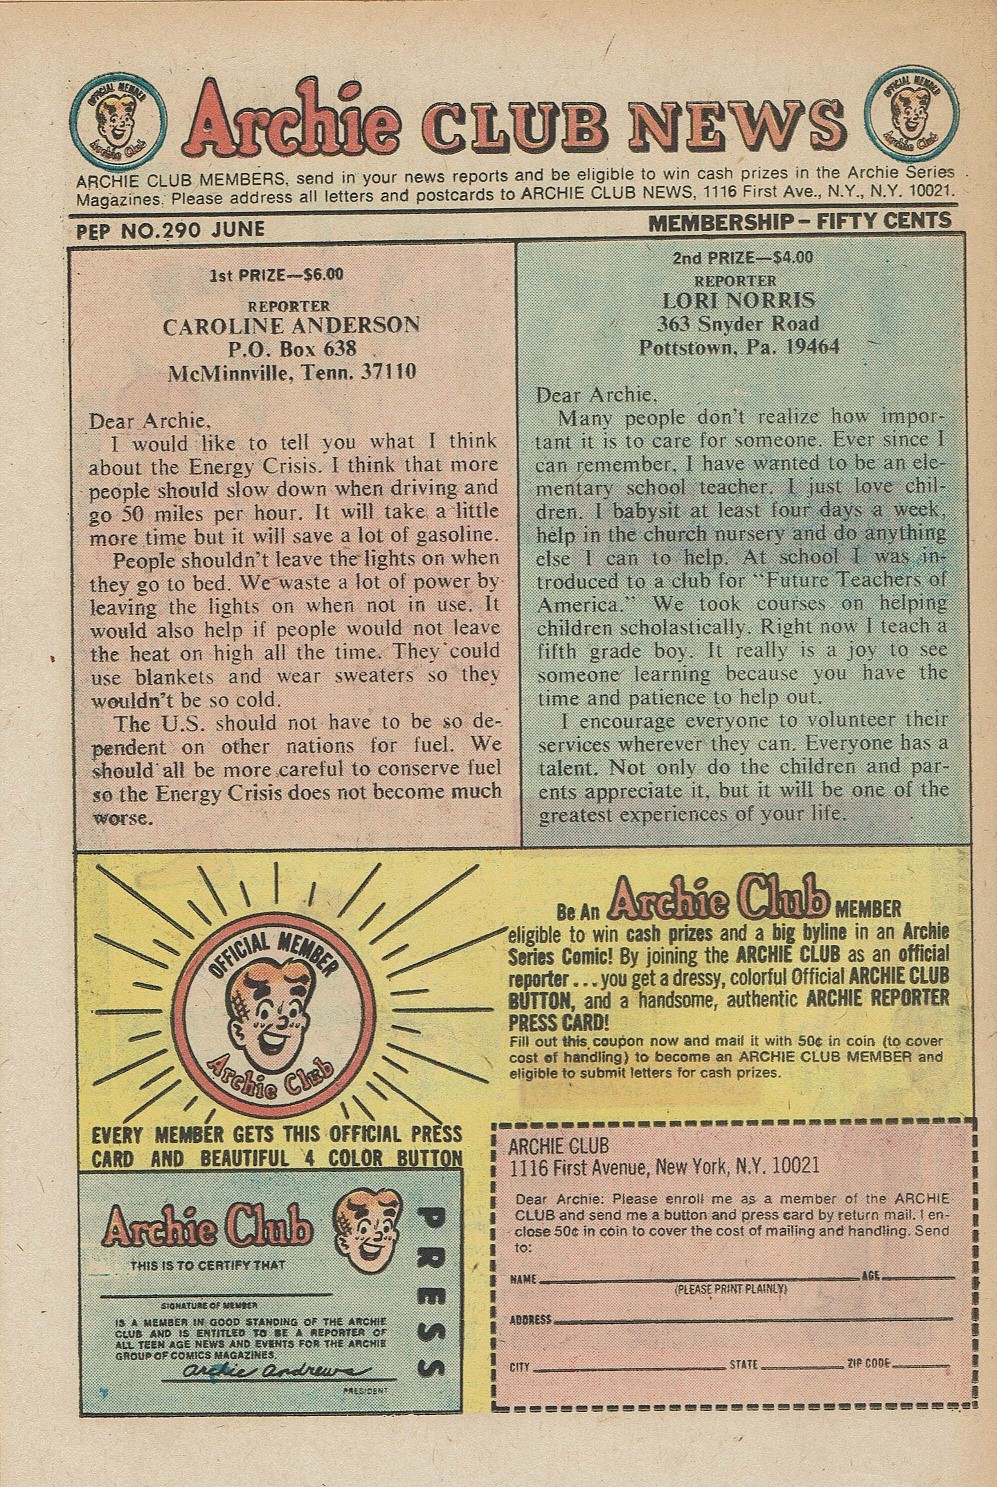 OFFICIAL MEMBER
Archie Club
Archie CLUB NEWS
OFFICIAL MEMBER
Archie Club
ARCHIE CLUB MEMBERS, send in your news reports and be eligible to win cash prizes in the Archie Series
Magazines. Please address all letters and postcards to ARCHIE CLUB NEWS, 1116 First Ave., N.Y., N.Y. 10021.
PEP NO.290 JUNE
MEMBERSHIP – FIFTY CENTS
1st PRIZE—$6.00
REPORTER
CAROLINE ANDERSON
P.O. Box 638
McMinnville, Tenn. 37110
Dear Archie,
I would like to tell you what I think
about the Energy Crisis. I think that more
people should slow down when driving and
go 50 miles per hour. It will take a little
more time but it will save a lot of gasoline.
People shouldn't leave the lights on when
they go to bed. We waste a lot of power by
leaving the lights on when not in use. It
would also help if people would not leave
the heat on high all the time. They could
use blankets and wear sweaters so they
wouldn't be so cold.
The U.S. should not have to be so de-
pendent on other nations for fuel. We
should all be more careful to conserve fuel
so the Energy Crisis does not become much
worse.
2nd PRIZE—$4.00
REPORTER
LORI NORRIS
363 Snyder Road
Pottstown, Pa. 19464
Dear Archie,
Many people don't realize how impor-
tant it is to care for someone. Ever since I
can remember, I have wanted to be an ele-
mentary school teacher. I just love chil-
dren. I babysit at least four days a week,
help in the church nursery and do anything
else I can to help. At school I was in-
troduced to a club for "Future Teachers of
America." We took courses on helping
children scholastically. Right now I teach a
fifth grade boy. It really is a joy to see
someone learning because you have the
time and patience to help out.
I encourage everyone to volunteer their
services wherever they can. Everyone has a
talent. Not only do the children and par-
ents appreciate it, but it will be one of the
greatest experiences of your life.
OFFICIAL MEMBER
Archie Club
EVERY MEMBER GETS THIS OFFICIAL PRESS
CARD AND BEAUTIFUL 4 COLOR BUTTON
Archie Club
THIS IS TO CERTIFY THAT
SIGNATURE OF MEMBER
IS A MEMBER IN GOOD STANDING OF THE ARCHIE
CLUB AND IS ENTITLED TO BE A REPORTER OF
ALL TEEN AGE NEWS AND EVENTS FOR THE ARCHIE
GROUP OF COMICS MAGAZINES.
Archie Andrews
PRESIDENT
PRESS
Be An Archie Club MEMBER
eligible to win cash prizes and a big byline in an Archie
Series Comic! By joining the ARCHIE CLUB as an official
reporter...you get a dressy, colorful Official ARCHIE CLUB
BUTTON, and a handsome, authentic ARCHIE REPORTER
PRESS CARD!
Fill out this coupon now and mail it with 50¢ in coin (to cover
cost of handling) to become an ARCHIE CLUB MEMBER and
eligible to submit letters for cash prizes.
ARCHIE CLUB
1116 First Avenue, New York, N.Y. 10021
Dear Archie: Please enroll me as a member of the ARCHIE
CLUB and send me a button and press card by return mail. I en-
close 50¢ in coin to cover the cost of mailing and handling. Send
to:
NAME AGE
(PLEASE PRINT PLAINLY)
ADDRESS
CITY STATE ZIP CODE